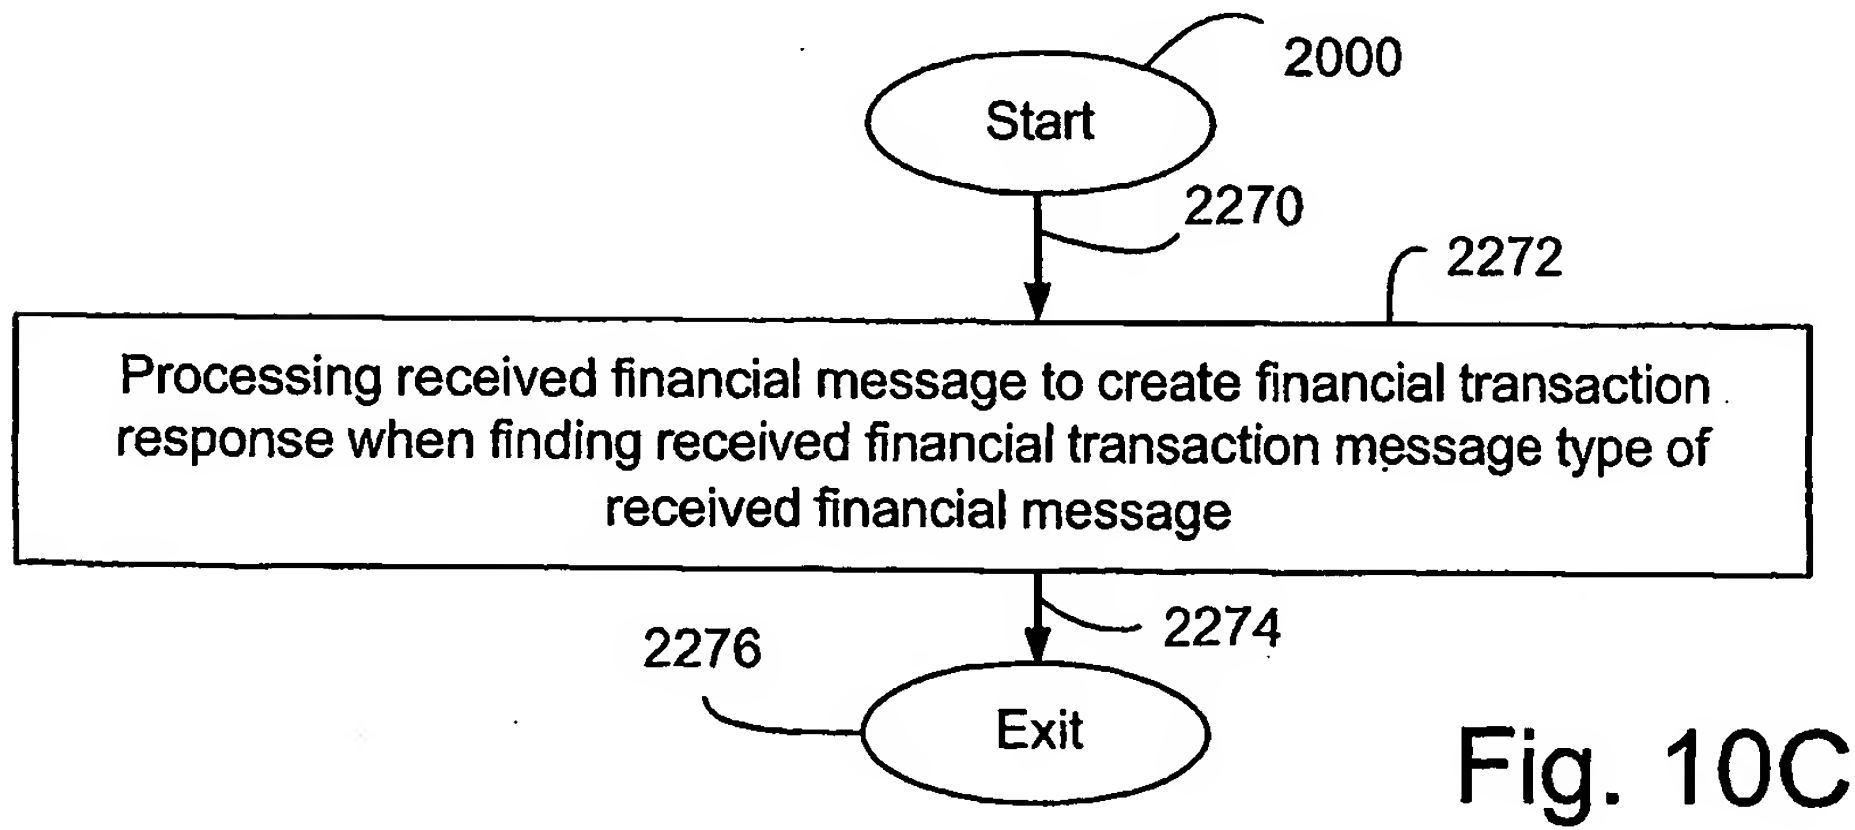 2000
Start
2270
2272
Processing received financial message to create financial transaction
response when finding received financial transaction message type of
received financial message
2274
2276
Exit
Fig. 10C